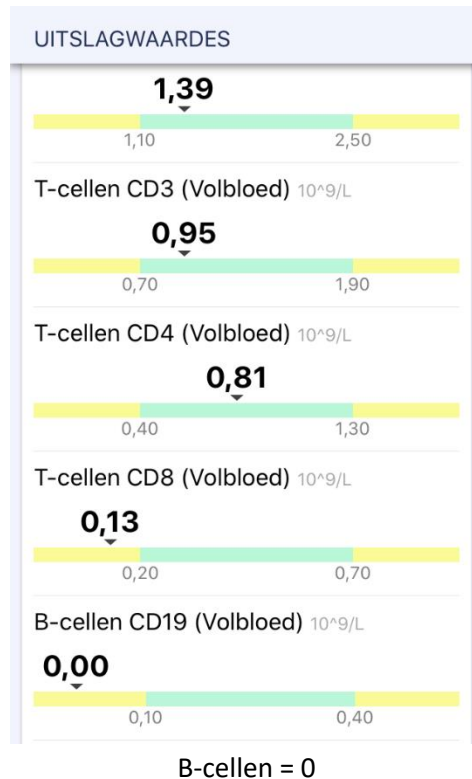 UITSLAGWAARDES
1,39
1,10 2,50
T-cellen CD3 (Volbloed) 10^9/L
0,95
0,70 1,90
T-cellen CD4 (Volbloed) 10^9/L
0,81
0,40 1,30
T-cellen CD8 (Volbloed) 10^9/L
0,13
0,20 0,70
B-cellen CD19 (Volbloed) 10^9/L
0,00
0,10 0,40
B-cellen = 0